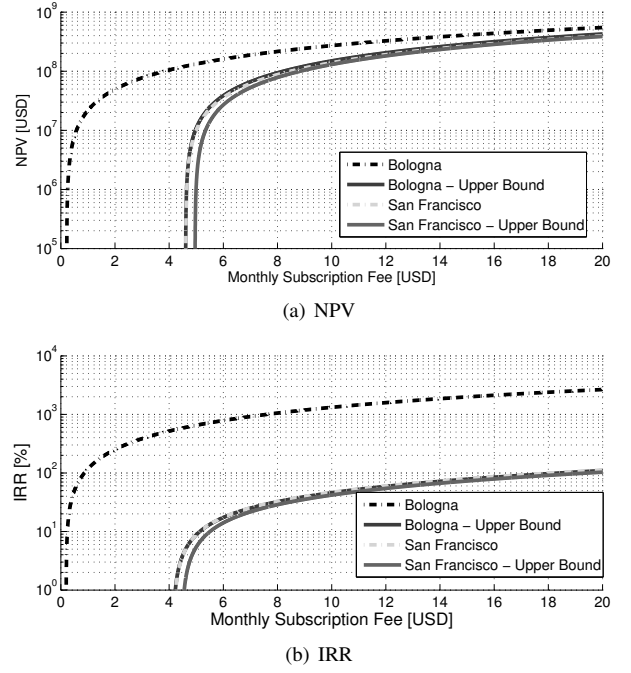 10^9
10^8
10^7
10^6
10^5
NPV [USD]
Bologna
Bologna – Upper Bound
San Francisco
San Francisco – Upper Bound
0 2 4 6 8 10 12 14 16 18 20
Monthly Subscription Fee [USD]
(a) NPV
10^4
10^3
10^2
10^1
10^0
IRR [%]
Bologna
Bologna – Upper Bound
San Francisco
San Francisco – Upper Bound
0 2 4 6 8 10 12 14 16 18 20
Monthly Subscription Fee [USD]
(b) IRR